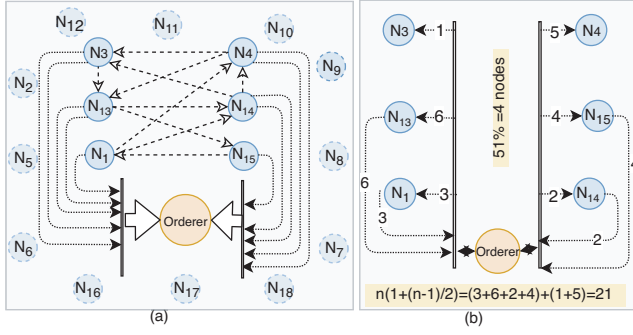 N12
N11
N10
N3
N4
N2
N9
N13
N14
N5
N1
N15
N8
Orderer
N6
N7
N16
N17
N18
(a)
(b)
N3
1
5
N4
51% =4 nodes
N13
6
4
N15
6
3
N1
3
2
N14
4
2
Orderer
n(1+(n-1)/2)=(3+6+2+4)+(1+5)=21